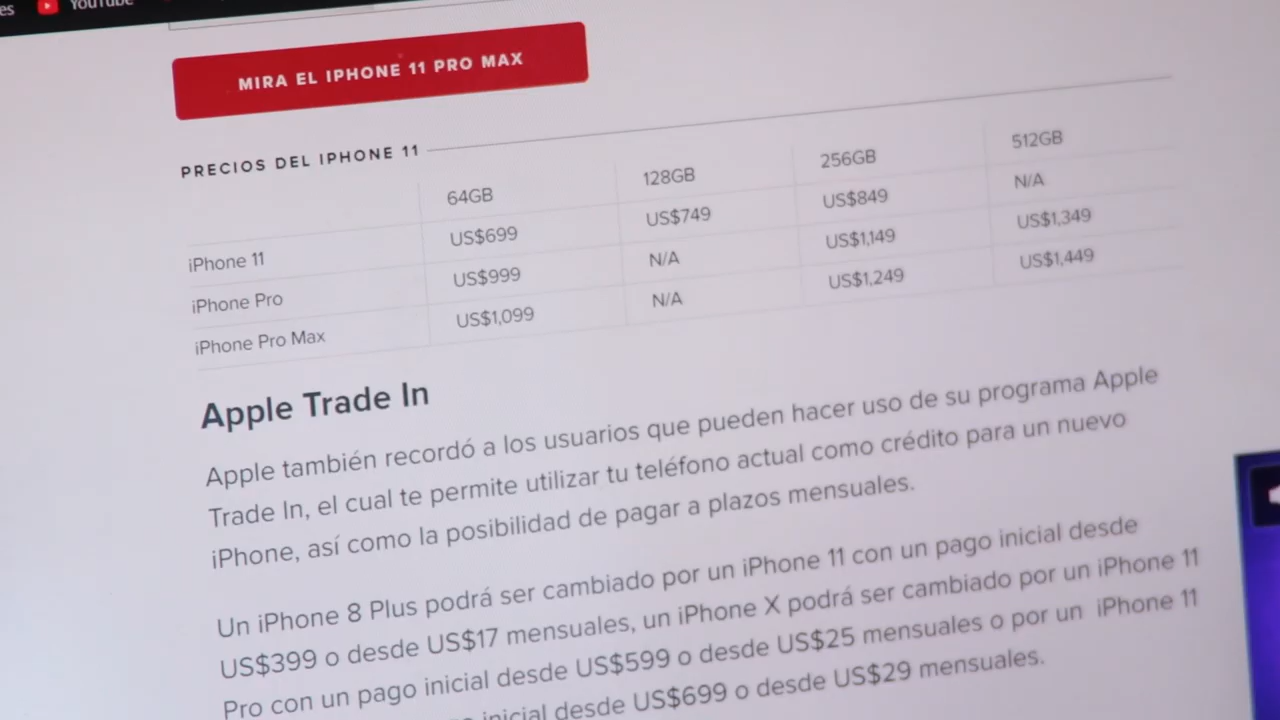 es YouTube
MIRA EL IPHONE 11 PRO MAX
PRECIOS DEL IPHONE 11
64GB 128GB 256GB 512GB
iPhone 11 US$699 US$749 US$849 N/A
iPhone Pro US$999 N/A US$1,149 US$1,349
iPhone Pro Max US$1,099 N/A US$1,249 US$1,449
Apple Trade In
Apple también recordó a los usuarios que pueden hacer uso de su programa Apple
Trade In, el cual te permite utilizar tu teléfono actual como crédito para un nuevo
iPhone, así como la posibilidad de pagar a plazos mensuales.
Un iPhone 8 Plus podrá ser cambiado por un iPhone 11 con un pago inicial desde
US$399 o desde US$17 mensuales, un iPhone X podrá ser cambiado por un iPhone 11
Pro con un pago inicial desde US$599 o desde US$25 mensuales o por un iPhone 11
inicial desde US$699 o desde US$29 mensuales.